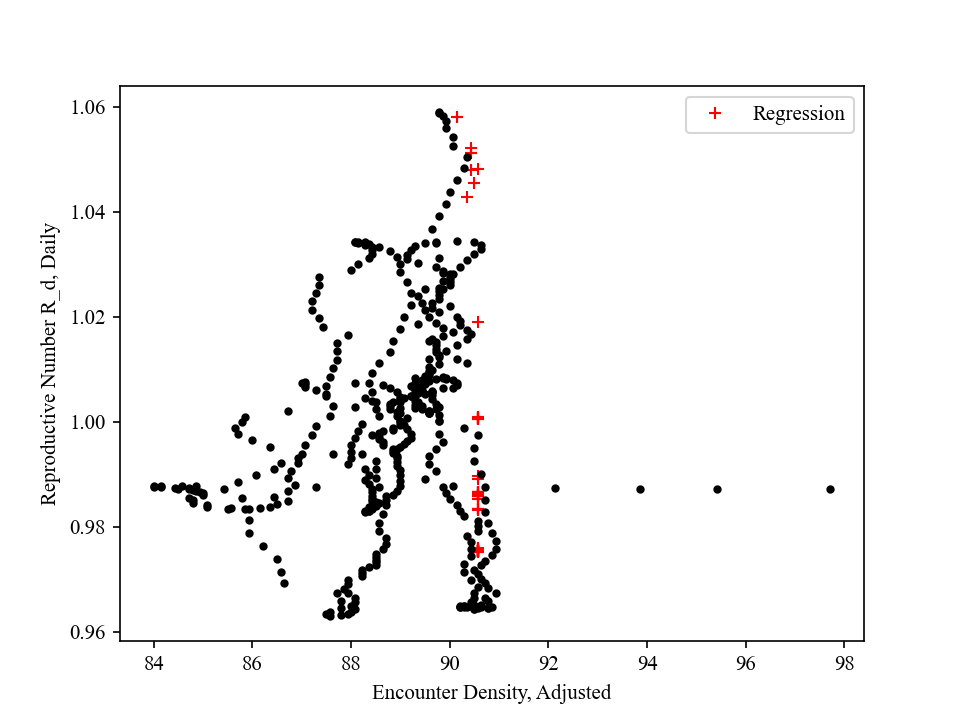 Regression
1.06
1.04
1.02
1.00
0.98
0.96
Reproductive Number R_d, Daily
84 86 88 90 92 94 96 98
Encounter Density, Adjusted